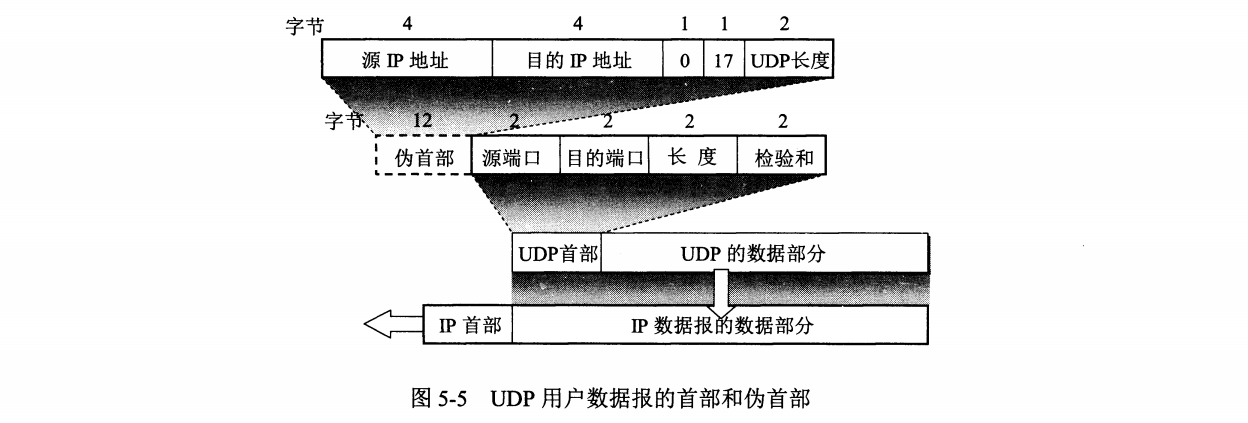 字节 4 4 1 1 2
源 IP 地址 目的 IP 地址 0 17 UDP长度
字节 12 2 2 2 2
伪首部 源端口 目的端口 长 度 检验和
UDP首部 UDP 的数据部分
IP 首部 IP 数据报的数据部分
图 5-5 UDP 用户数据报的首部和伪首部